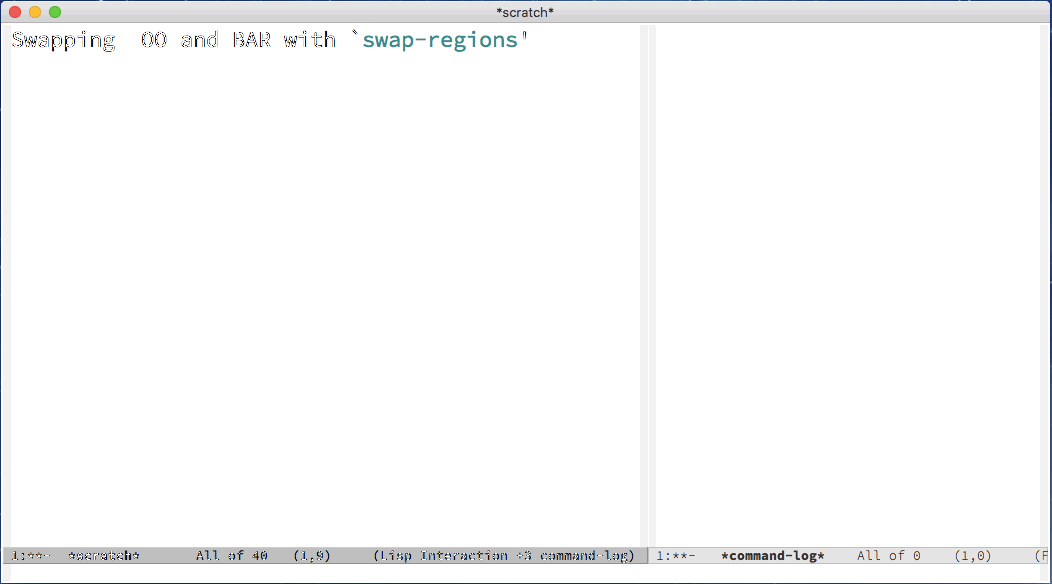 *scratch*
Swapping  OO and BAR with `swap-regions'
1:**-  *scratch*       All of 40   (1,9)     (Lisp Interaction +3 command-log)
1:**-   *command-log*    All of 0    (1,0)     (F